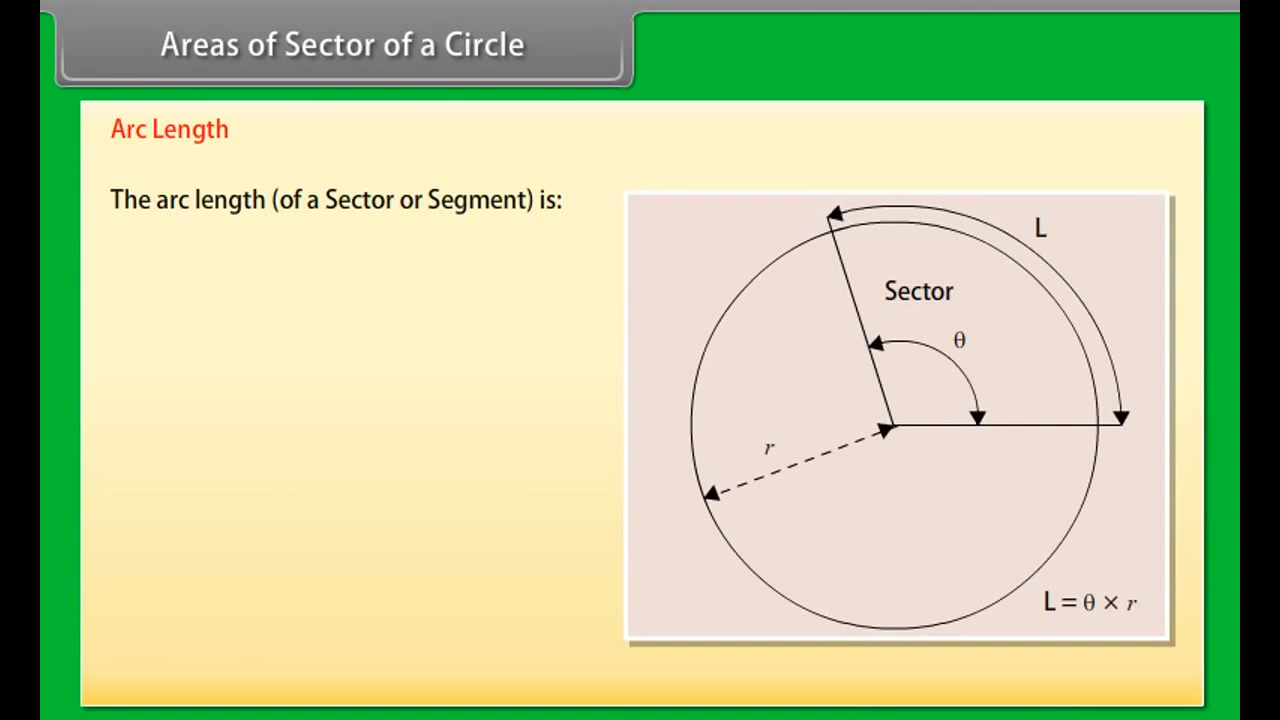 Areas of Sector of a Circle
Arc Length
The arc length (of a Sector or Segment) is:
L
Sector
θ
r
L = θ × r